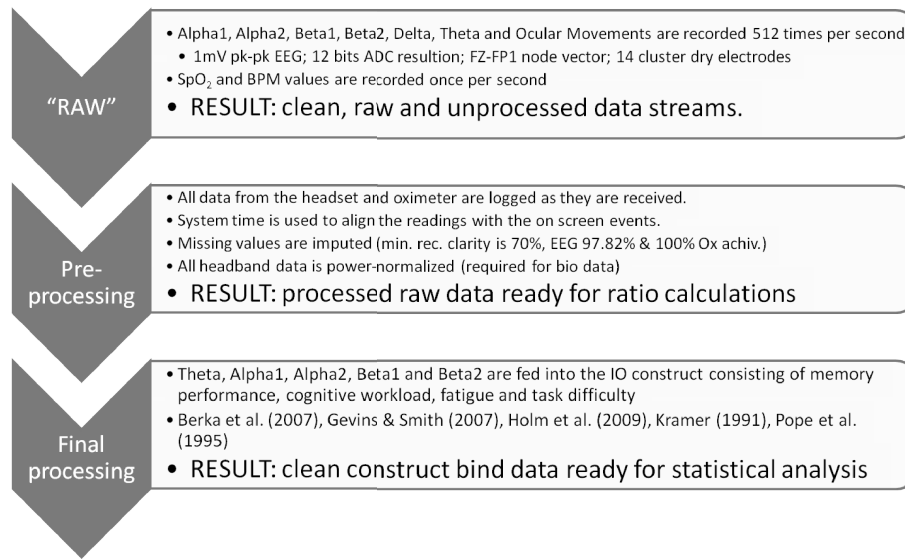 "RAW"
• Alpha1, Alpha2, Beta1, Beta2, Delta, Theta and Ocular Movements are recorded 512 times per second
• 1mV pk-pk EEG; 12 bits ADC resultion; FZ-FP1 node vector; 14 cluster dry electrodes
• SpO₂ and BPM values are recorded once per second
• RESULT: clean, raw and unprocessed data streams.
Pre-
processing
• All data from the headset and oximeter are logged as they are received.
• System time is used to align the readings with the on screen events.
• Missing values are imputed (min. rec. clarity is 70%, EEG 97.82% & 100% Ox achiv.)
• All headband data is power-normalized (required for bio data)
• RESULT: processed raw data ready for ratio calculations
Final
processing
• Theta, Alpha1, Alpha2, Beta1 and Beta2 are fed into the IO construct consisting of memory
performance, cognitive workload, fatigue and task difficulty
• Berka et al. (2007), Gevins & Smith (2007), Holm et al. (2009), Kramer (1991), Pope et al.
(1995)
• RESULT: clean construct bind data ready for statistical analysis